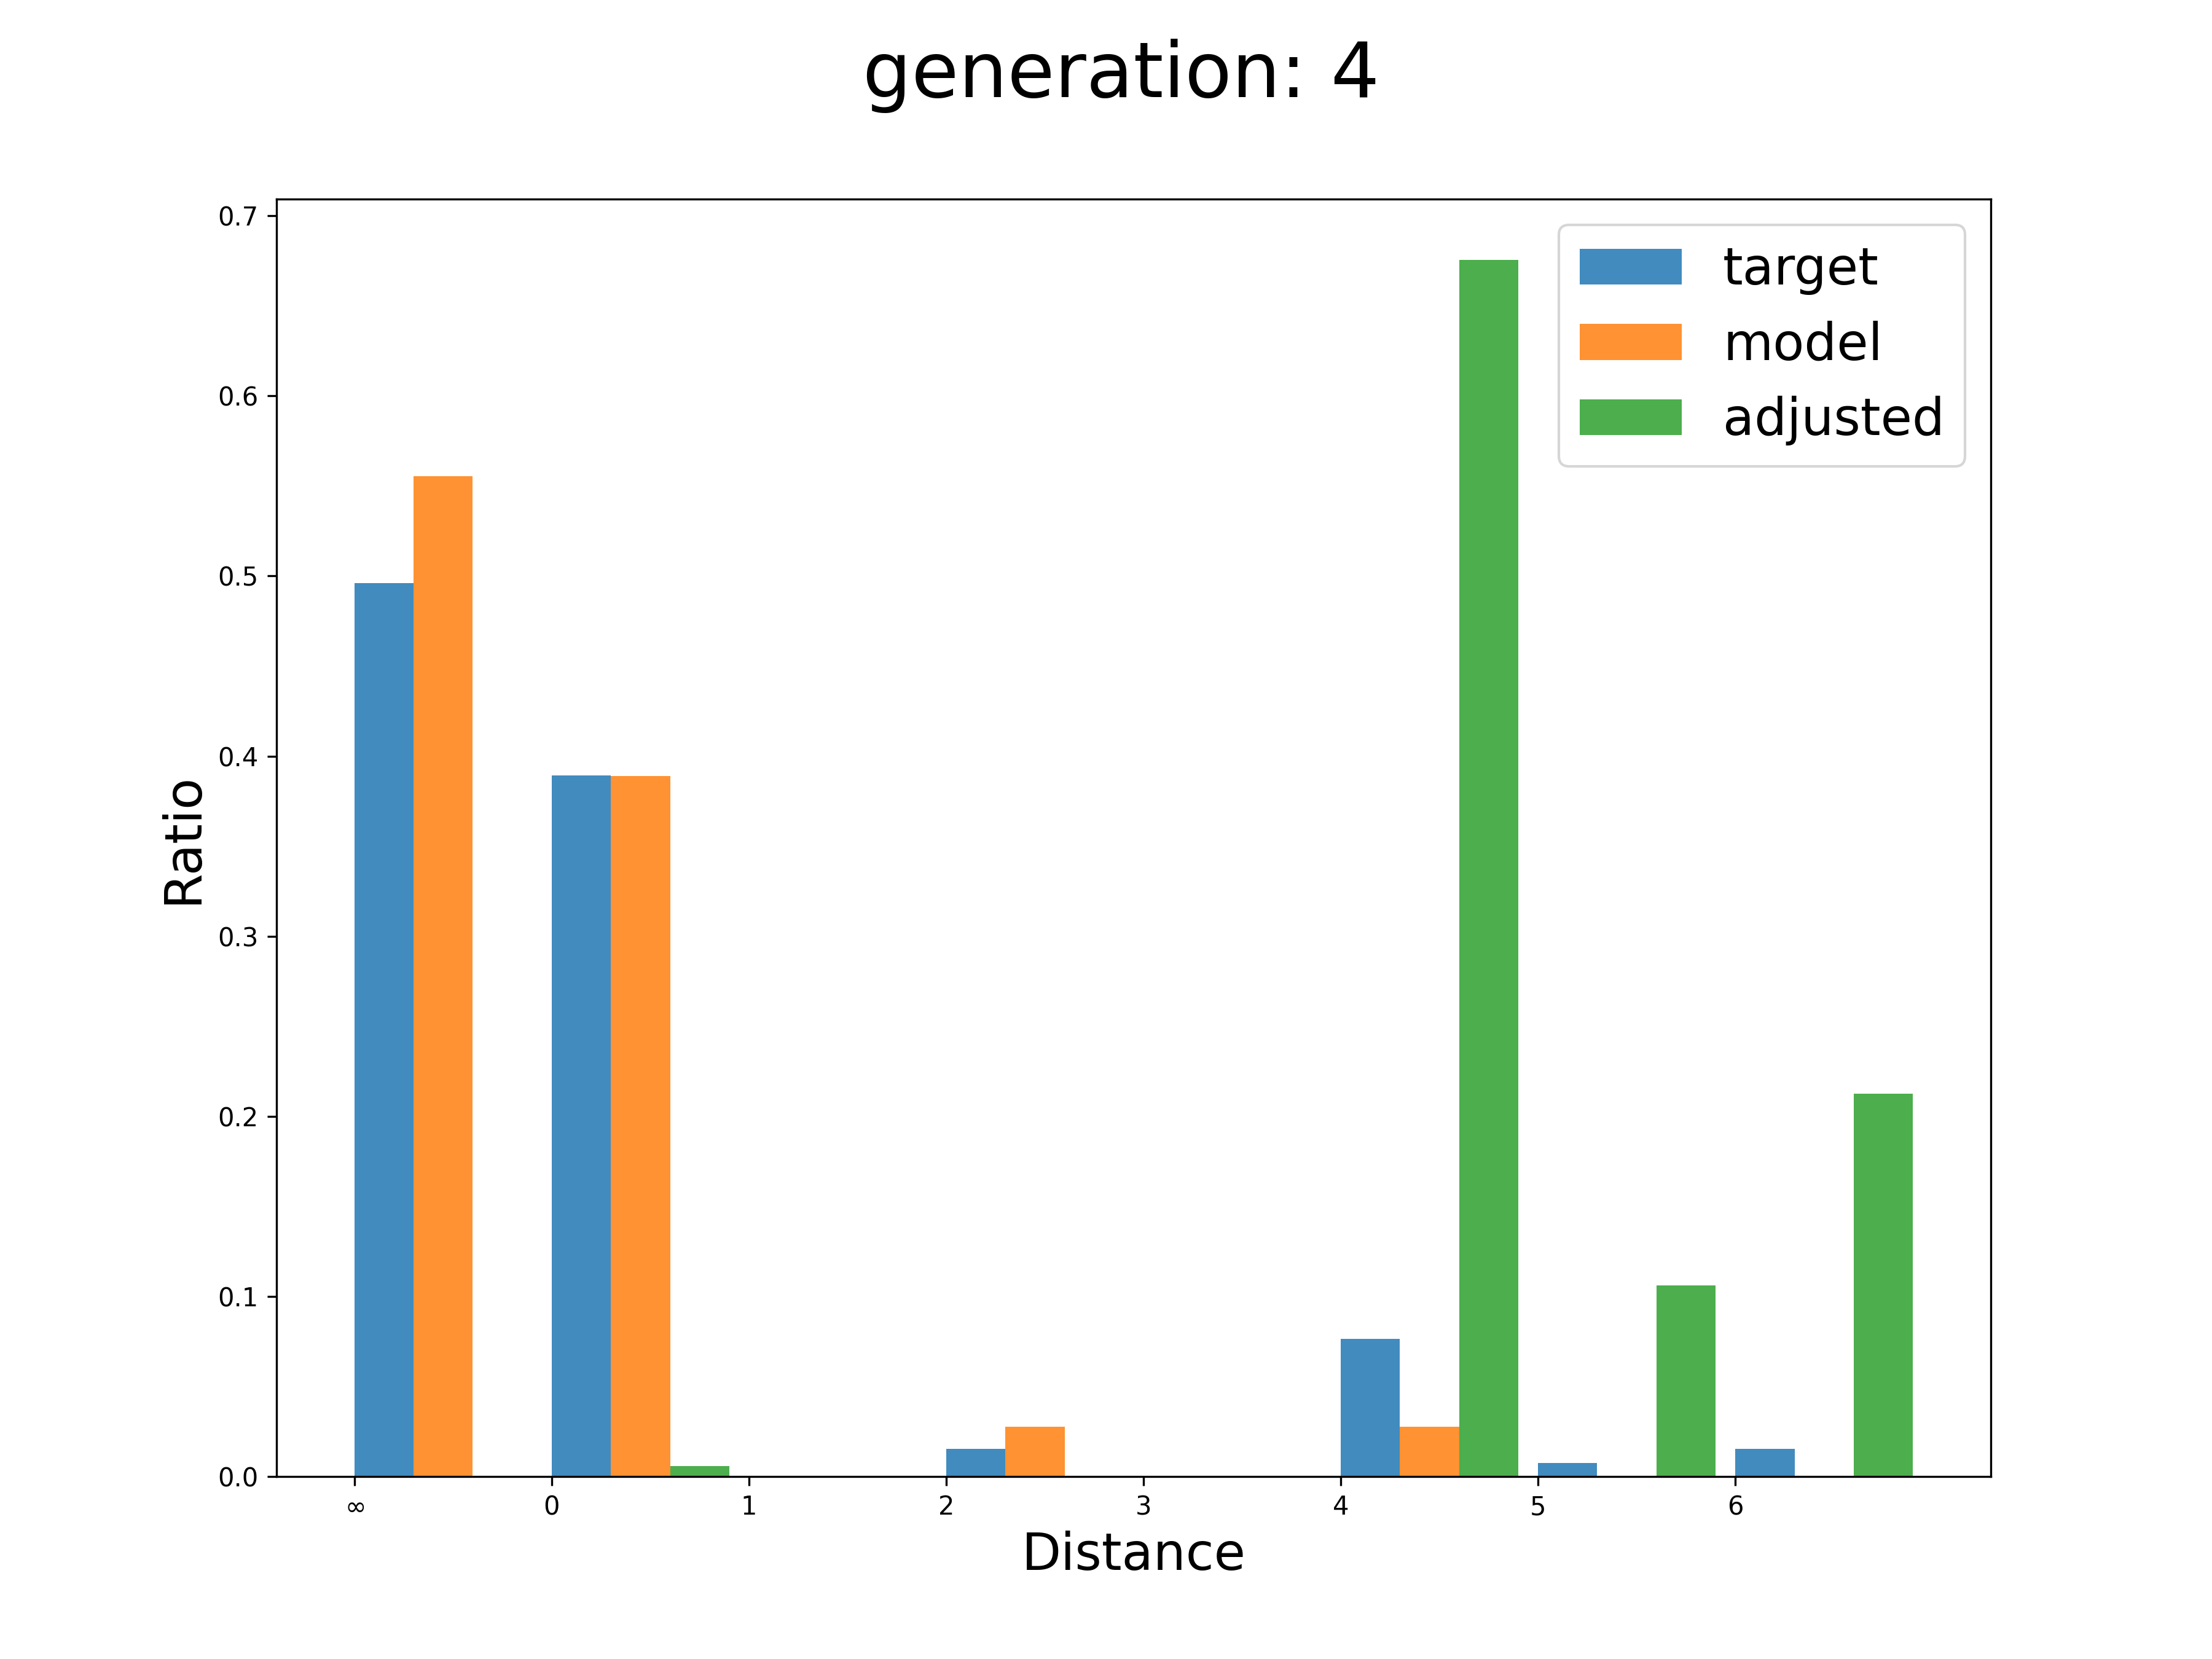 generation: 4
target
model
adjusted
Ratio
0.7
0.6
0.5
0.4
0.3
0.2
0.1
0.0
∞ 0 1 2 3 4 5 6
Distance